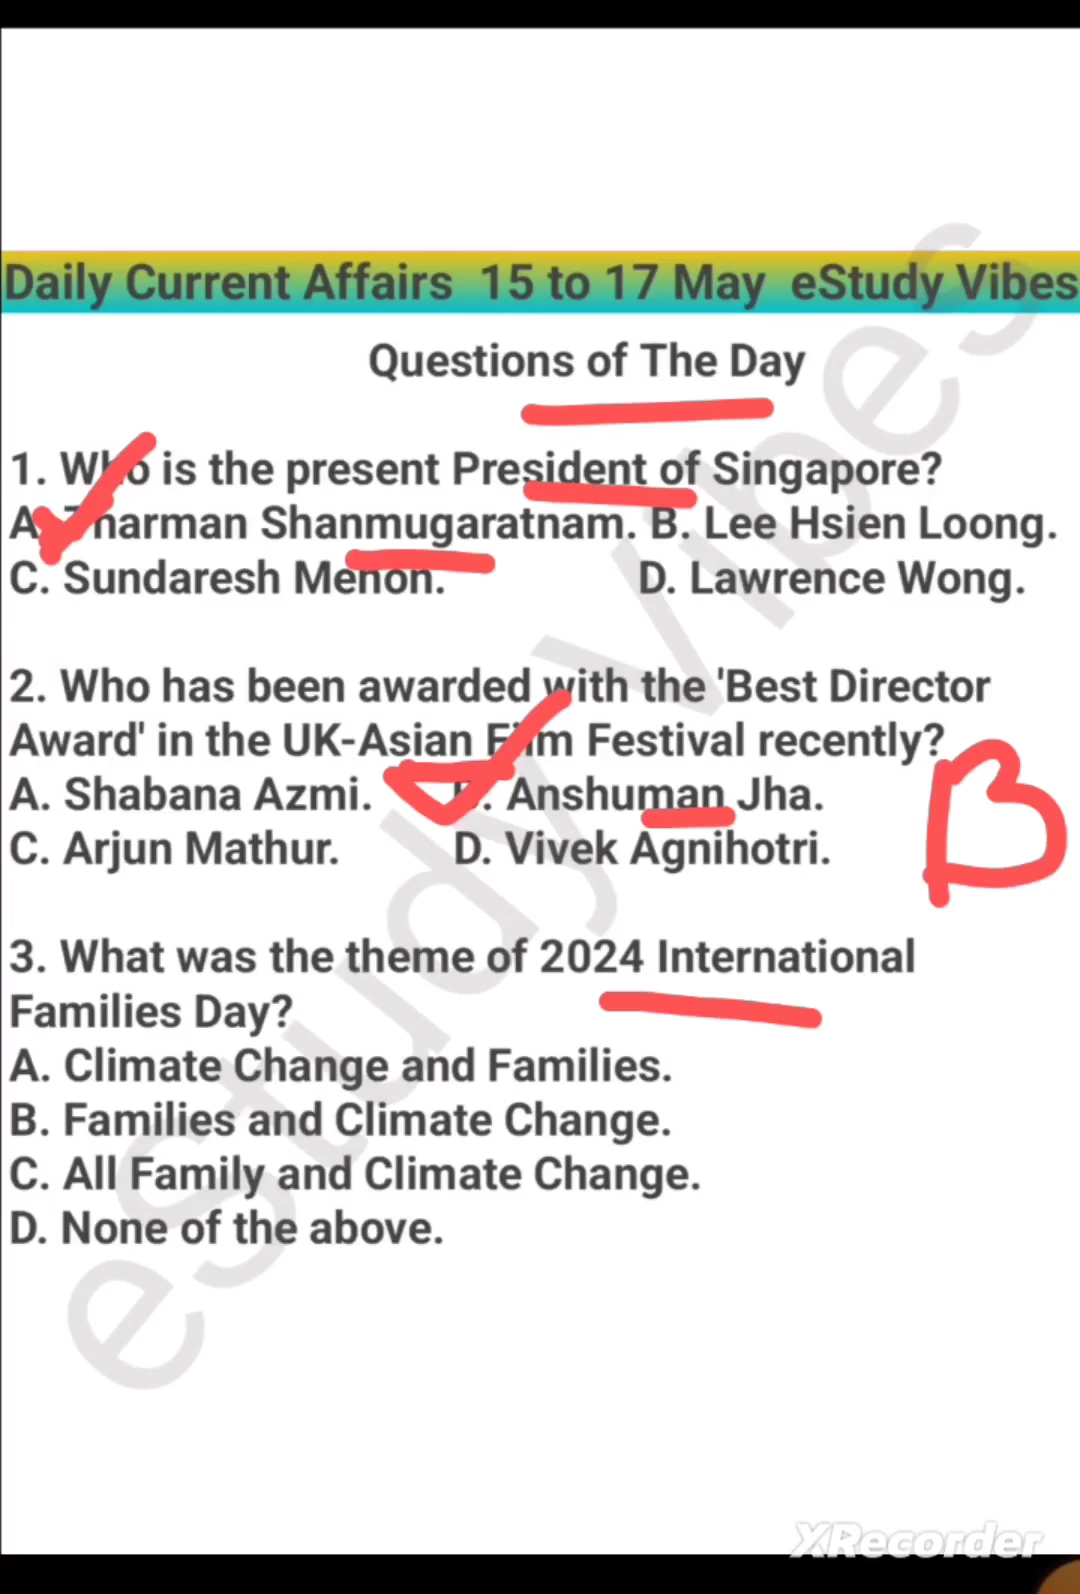 Daily Current Affairs 15 to 17 May eStudy Vibes
Questions of The Day
1. Who is the present President of Singapore?
A. Tharman Shanmugaratnam. B. Lee Hsien Loong.
C. Sundaresh Menon. D. Lawrence Wong.
2. Who has been awarded with the 'Best Director
Award' in the UK-Asian Film Festival recently?
A. Shabana Azmi. B. Anshuman Jha.
C. Arjun Mathur. D. Vivek Agnihotri.
B
3. What was the theme of 2024 International
Families Day?
A. Climate Change and Families.
B. Families and Climate Change.
C. All Family and Climate Change.
D. None of the above.
eStudy Vibes
XRecorder